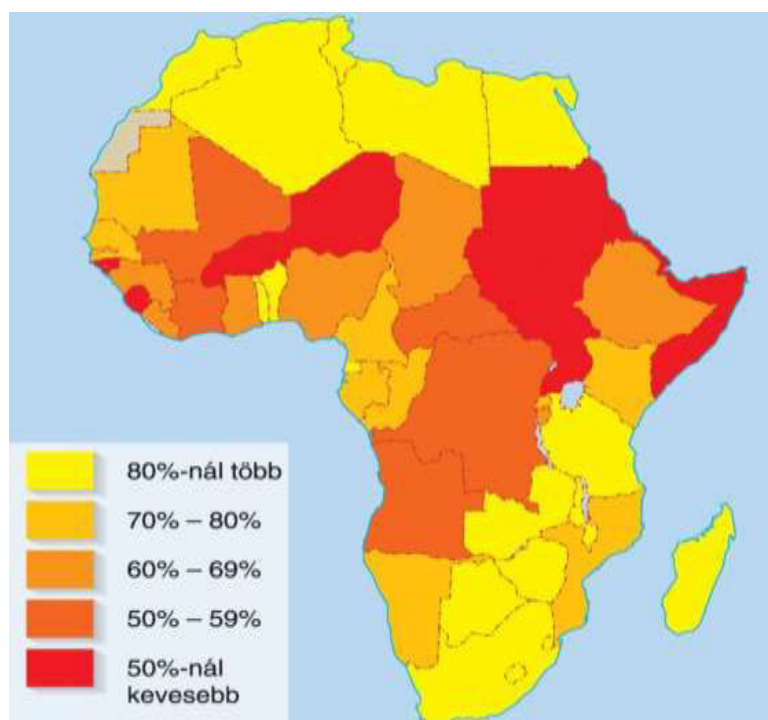 80%-nál több
70% – 80%
60% – 69%
50% – 59%
50%-nál
kevesebb